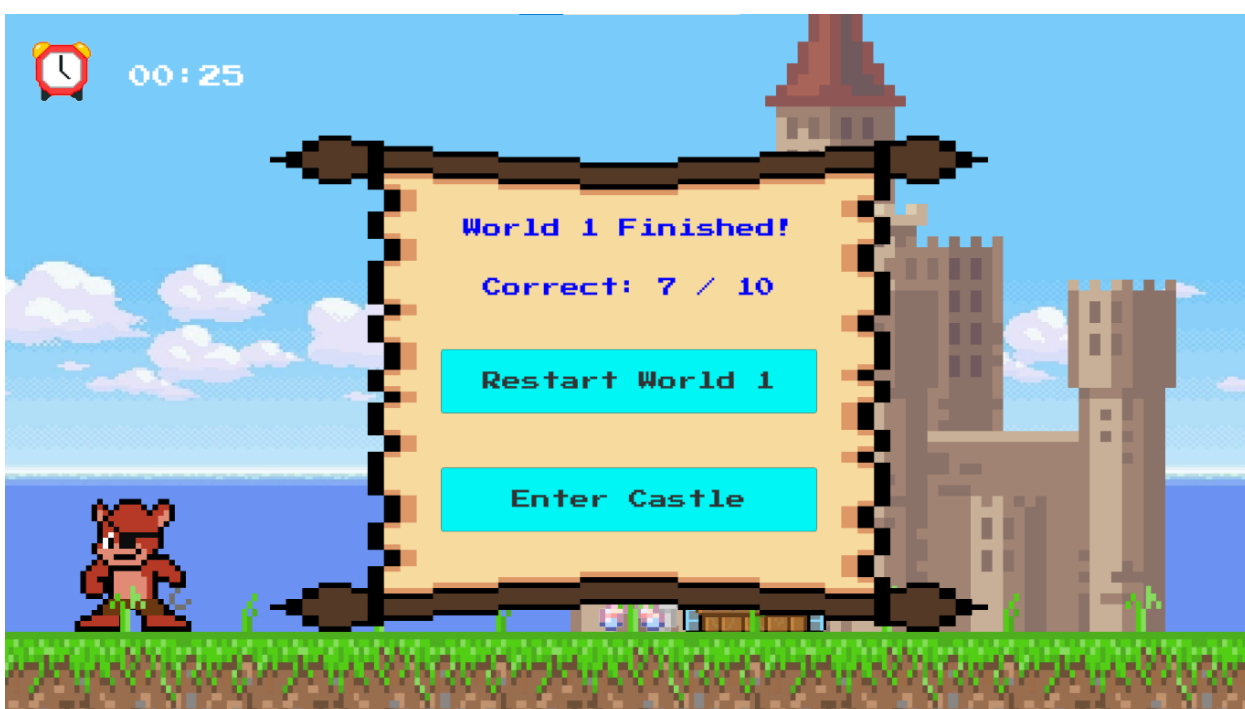 00:25
World 1 Finished!
Correct: 7 / 10
Restart World 1
Enter Castle